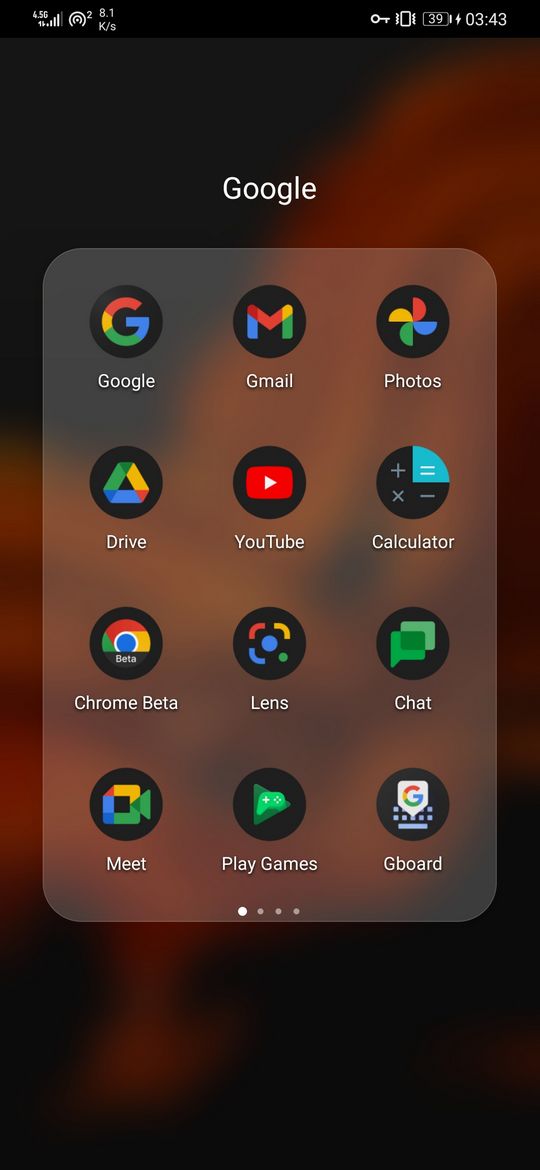 4.5G 2 8.1 39 03:43
K/s
Google
Google Gmail Photos
Drive YouTube Calculator
Beta
Chrome Beta Lens Chat
Meet Play Games Gboard